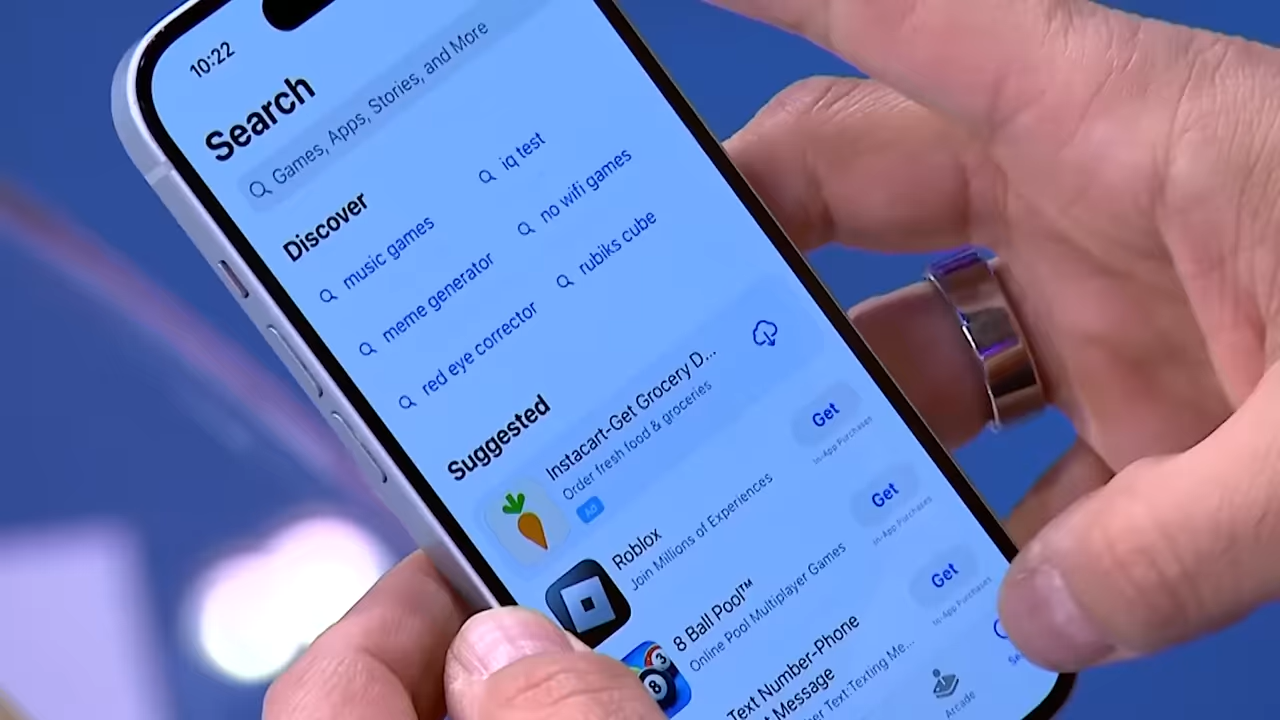 10:22
Search
Games, Apps, Stories, and More
Discover
music games
iq test
meme generator
no wifi games
red eye corrector
rubiks cube
Suggested
Instacart-Get Grocery D...
Order fresh food & groceries
Ad
Roblox
Join Millions of Experiences
Get
In-App Purchases
8 Ball Pool™
Online Pool Multiplayer Games
Get
In-App Purchases
Text Number-Phone
Message
Text:Texting Me...
Get
In-App Purchases
Arcade